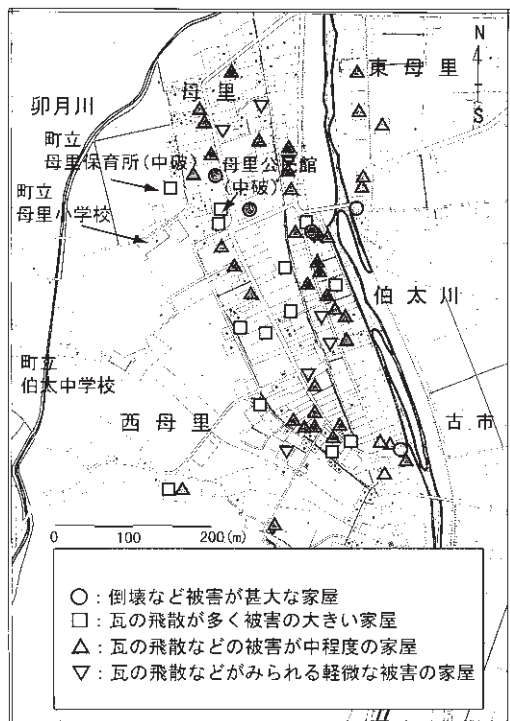 N
S
東母里
母里
卯月川
町立
母里保育所(中破)
母里公民館
(中破)
町立
母里小学校
伯太川
町立
伯太中学校
西母里
古市
0 100 200(m)
○:倒壊など被害が甚大な家屋
□:瓦の飛散が多く被害の大きい家屋
△:瓦の飛散などの被害が中程度の家屋
▽:瓦の飛散などがみられる軽微な被害の家屋